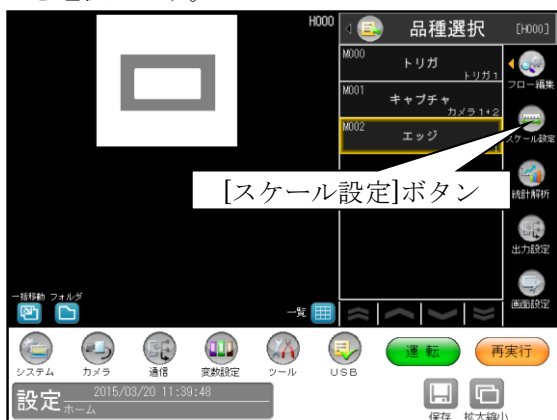 H000
品種選択
[H000]
M000
トリガ
トリガ1
フロー編集
M001
キャプチャ
カメラ1+2
M002
エッジ
スケール設定
[スケール設定]ボタン
統計解析
出力設定
画面設定
一括移動 フォルダ
一覧
システム
カメラ
通信
変数設定
ツール
USB
運転
再実行
設定
2015/03/20 11:39:48
ホーム
保存
拡大縮小